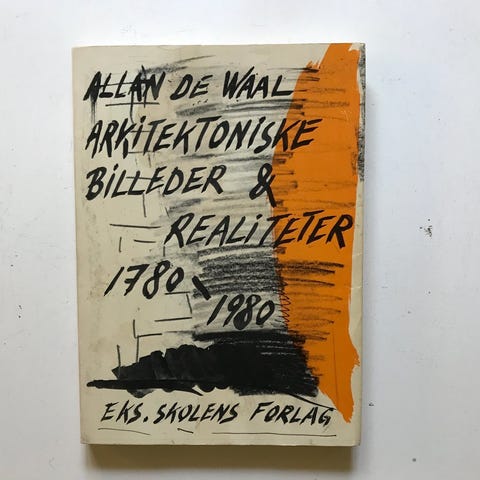 ALLAN DE WAAL
ARKITEKTONISKE
BILLEDER &
REALITETER
1780\
1980
EKS. SKOLENS FORLAG